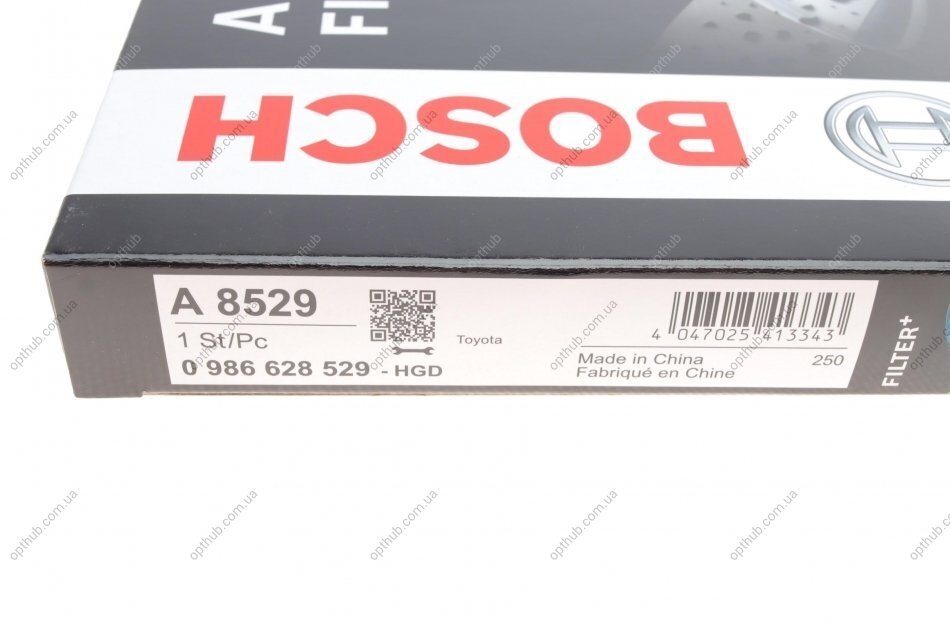 A
FI
BOSCH
A 8529
1 St/Pc
0 986 628 529 - HGD
Toyota
4 047025 413343
Made in China
Fabriqué en Chine
250
FILTER+
opthub.com.ua